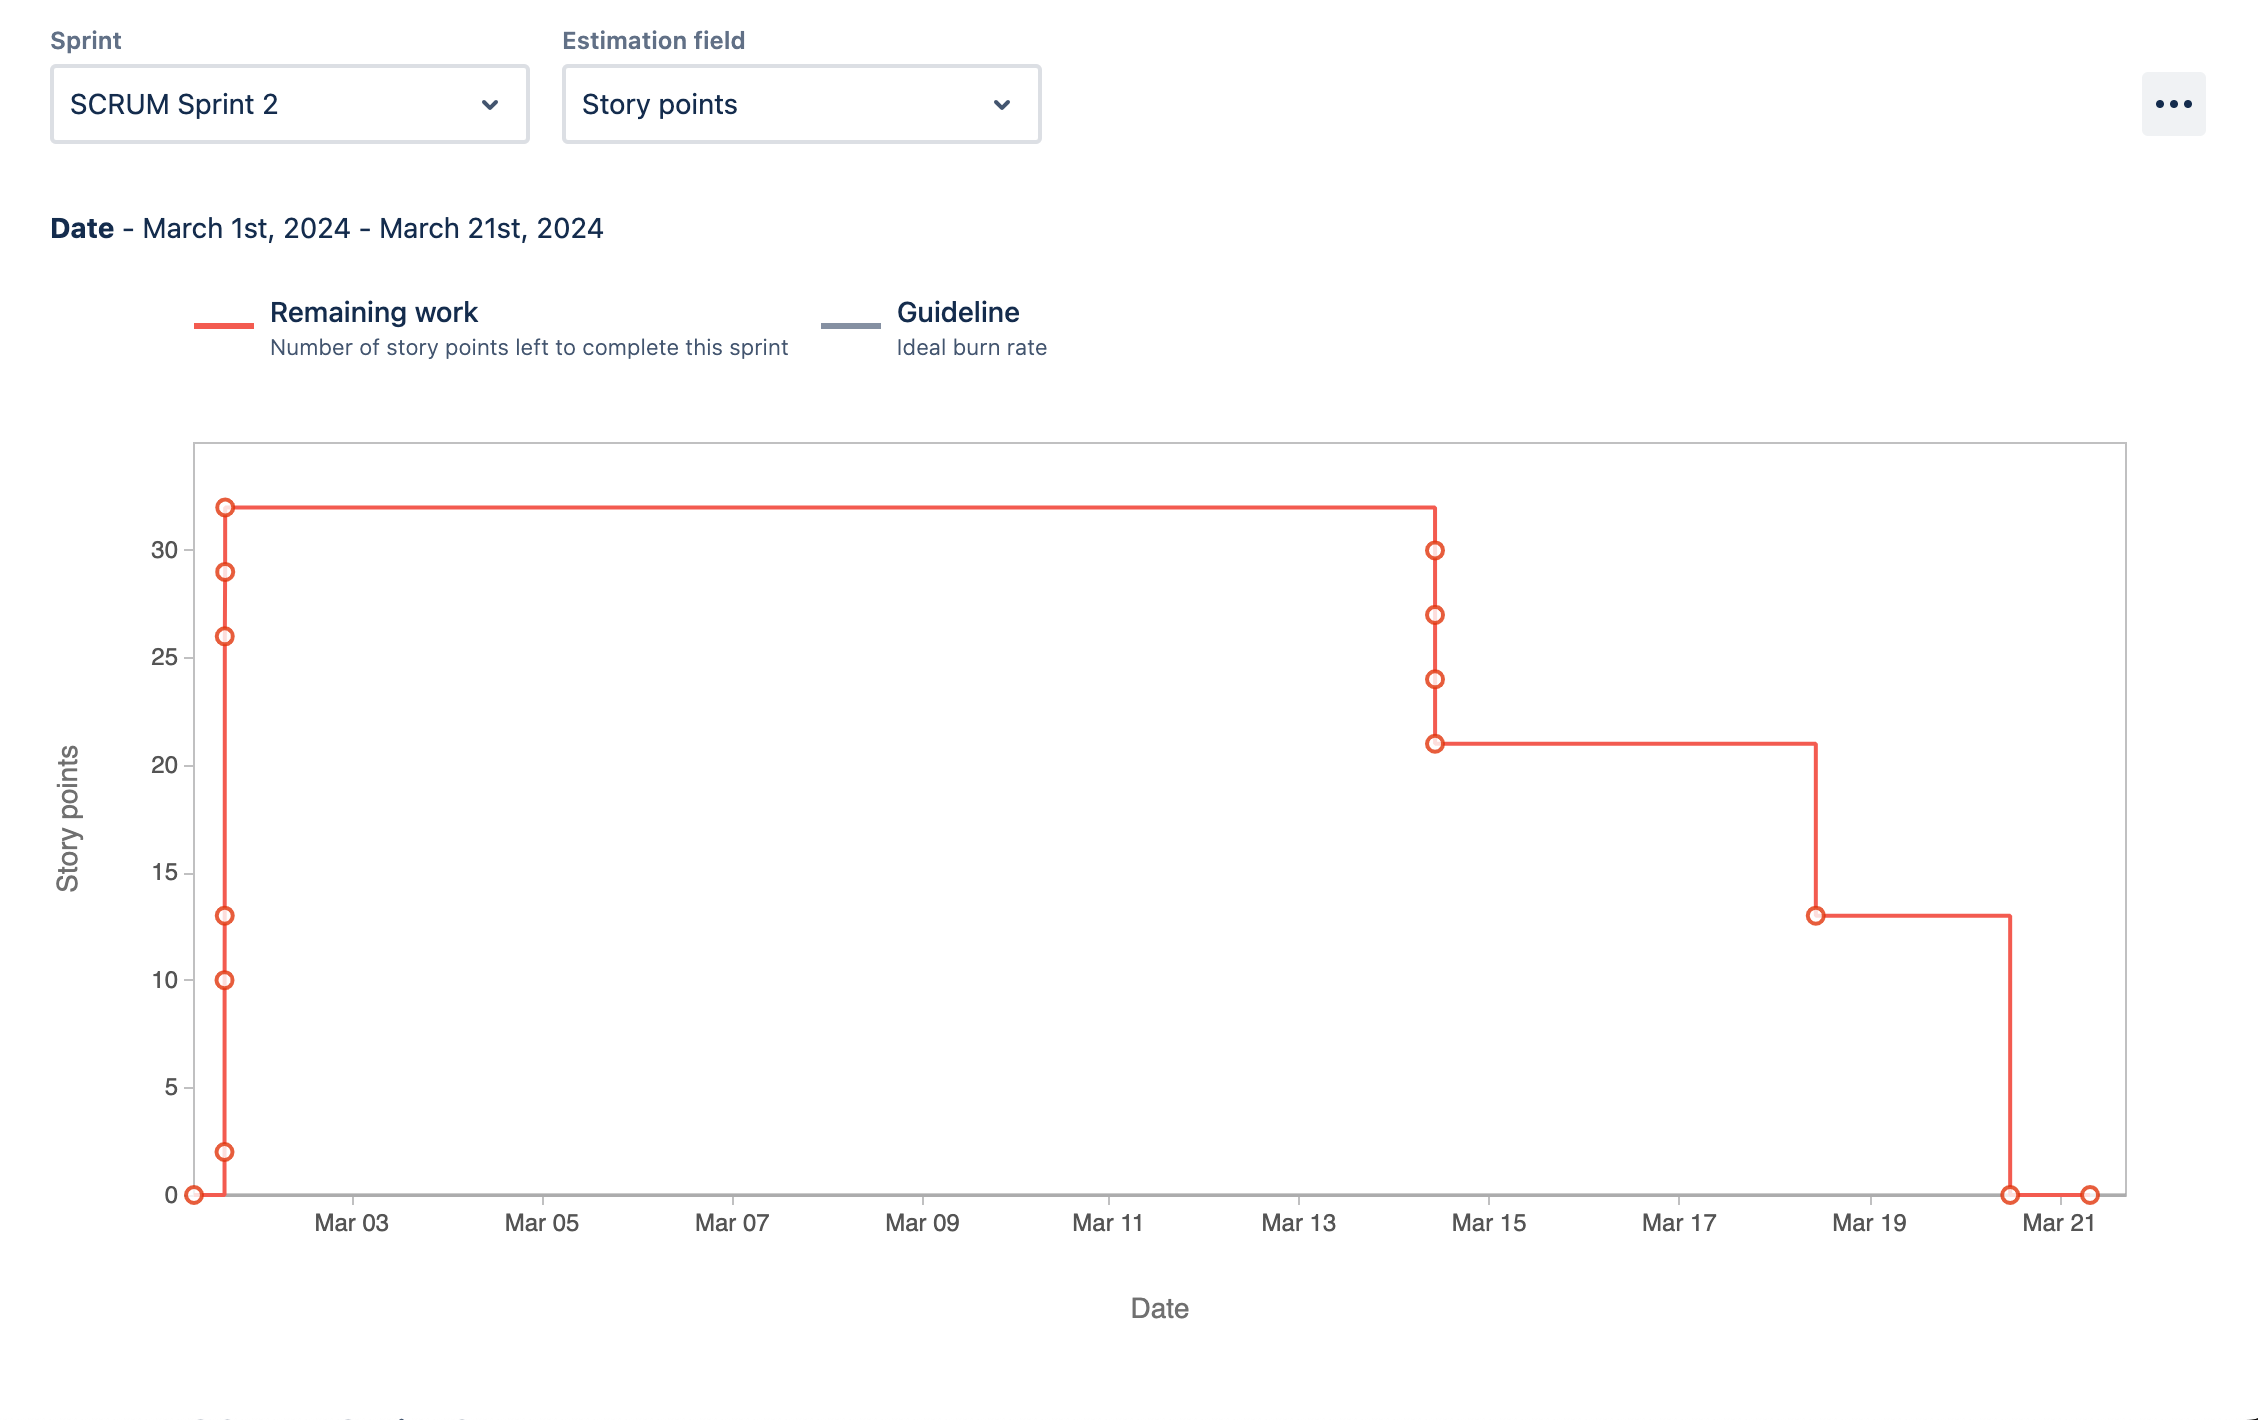 Sprint
Estimation field
SCRUM Sprint 2
Story points
Date - March 1st, 2024 - March 21st, 2024
Remaining work
Number of story points left to complete this sprint
Guideline
Ideal burn rate
Story points
30
25
20
15
10
5
0
Mar 03
Mar 05
Mar 07
Mar 09
Mar 11
Mar 13
Mar 15
Mar 17
Mar 19
Mar 21
Date